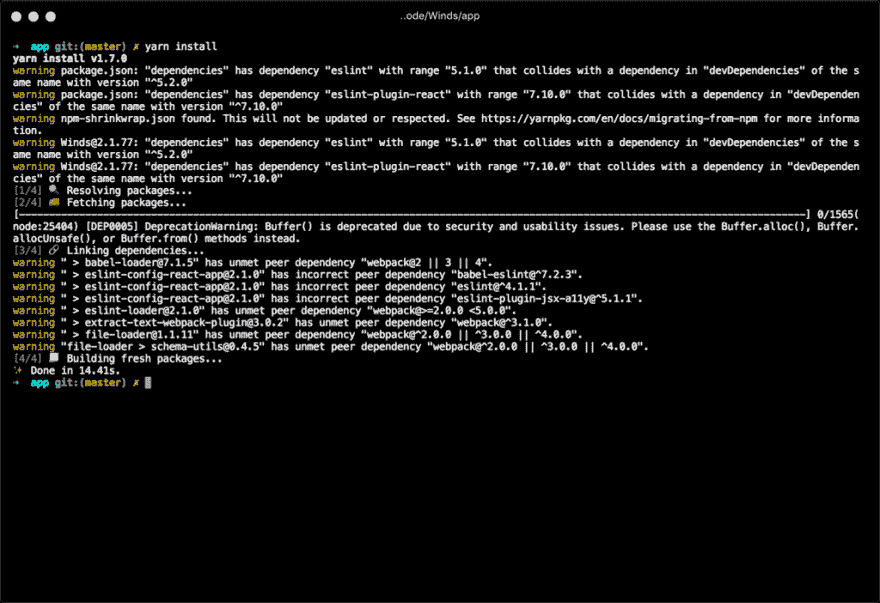 ..ode/Winds/app
→ app git:(master) ✗ yarn install
yarn install v1.7.0
warning package.json: "dependencies" has dependency "eslint" with range "5.1.0" that collides with a dependency in "devDependencies" of the s
ame name with version "^5.2.0"
warning package.json: "dependencies" has dependency "eslint-plugin-react" with range "7.10.0" that collides with a dependency in "devDependen
cies" of the same name with version "^7.10.0"
warning npm-shrinkwrap.json found. This will not be updated or respected. See https://yarnpkg.com/en/docs/migrating-from-npm for more informa
tion.
warning Winds@2.1.77: "dependencies" has dependency "eslint" with range "5.1.0" that collides with a dependency in "devDependencies" of the s
ame name with version "^5.2.0"
warning Winds@2.1.77: "dependencies" has dependency "eslint-plugin-react" with range "7.10.0" that collides with a dependency in "devDependen
cies" of the same name with version "^7.10.0"
[1/4] 🔍 Resolving packages...
[2/4] 🚚 Fetching packages...
[----------------------------------------------------------------------------------------------------------------------------------] 0/1565(
node:25404) [DEP0005] DeprecationWarning: Buffer() is deprecated due to security and usability issues. Please use the Buffer.alloc(), Buffer.
allocUnsafe(), or Buffer.from() methods instead.
[3/4] 🔗 Linking dependencies...
warning " > babel-loader@7.1.5" has unmet peer dependency "webpack@2 || 3 || 4".
warning " > eslint-config-react-app@2.1.0" has incorrect peer dependency "babel-eslint@^7.2.3".
warning " > eslint-config-react-app@2.1.0" has incorrect peer dependency "eslint@^4.1.1".
warning " > eslint-config-react-app@2.1.0" has incorrect peer dependency "eslint-plugin-jsx-a11y@^5.1.1".
warning " > eslint-loader@2.1.0" has unmet peer dependency "webpack@>=2.0.0 <5.0.0".
warning " > extract-text-webpack-plugin@3.0.2" has unmet peer dependency "webpack@^3.1.0".
warning " > file-loader@1.1.11" has unmet peer dependency "webpack@^2.0.0 || ^3.0.0 || ^4.0.0".
warning "file-loader > schema-utils@0.4.5" has unmet peer dependency "webpack@^2.0.0 || ^3.0.0 || ^4.0.0".
[4/4] 📃 Building fresh packages...
✨ Done in 14.41s.
→ app git:(master) ✗